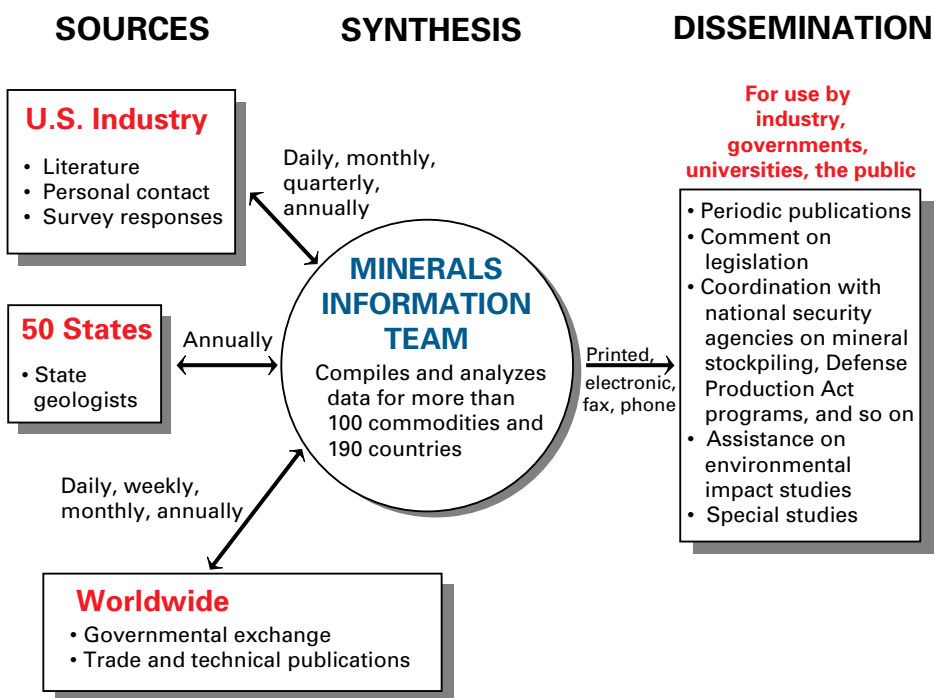 SOURCES
SYNTHESIS
DISSEMINATION
U.S. Industry
• Literature
• Personal contact
• Survey responses
Daily, monthly,
quarterly,
annually
50 States
• State
geologists
Annually
Daily, weekly,
monthly, annually
Worldwide
• Governmental exchange
• Trade and technical publications
MINERALS
INFORMATION
TEAM
Compiles and analyzes
data for more than
100 commodities and
190 countries
Printed,
electronic,
fax, phone
For use by
industry,
governments,
universities, the public
• Periodic publications
• Comment on
legislation
• Coordination with
national security
agencies on mineral
stockpiling, Defense
Production Act
programs, and so on
• Assistance on
environmental
impact studies
• Special studies